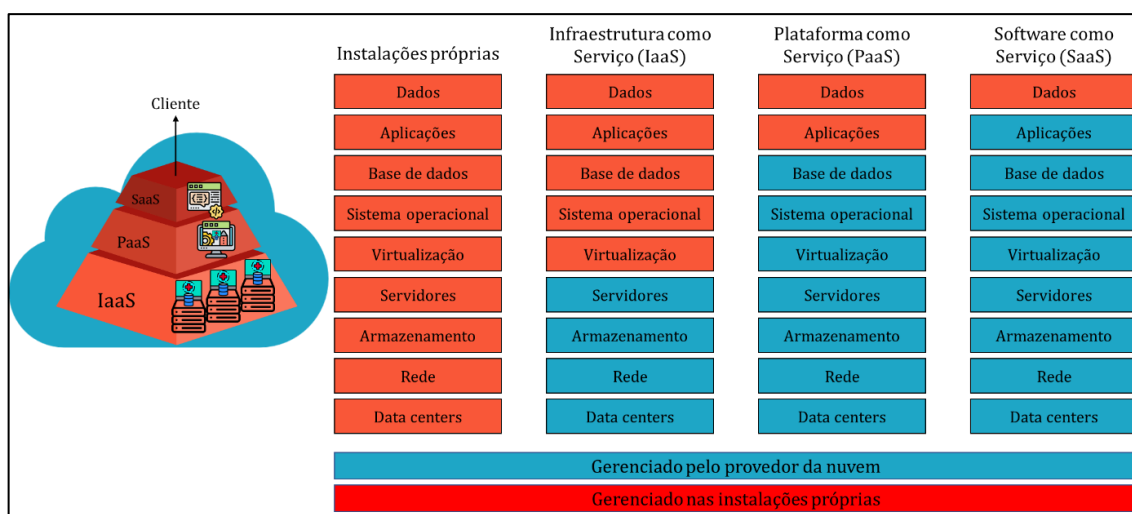 Cliente
SaaS
PaaS
IaaS
Instalações próprias
Dados
Aplicações
Base de dados
Sistema operacional
Virtualização
Servidores
Armazenamento
Rede
Data centers
Infraestrutura como
Serviço (IaaS)
Dados
Aplicações
Base de dados
Sistema operacional
Virtualização
Servidores
Armazenamento
Rede
Data centers
Plataforma como
Serviço (PaaS)
Dados
Aplicações
Base de dados
Sistema operacional
Virtualização
Servidores
Armazenamento
Rede
Data centers
Software como
Serviço (SaaS)
Dados
Aplicações
Base de dados
Sistema operacional
Virtualização
Servidores
Armazenamento
Rede
Data centers
Gerenciado pelo provedor da nuvem
Gerenciado nas instalações próprias